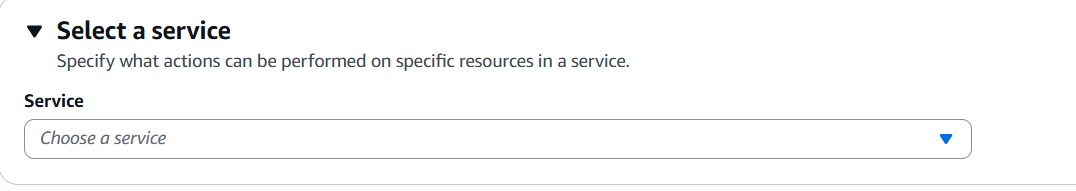 Select a service
Specify what actions can be performed on specific resources in a service.
Service
Choose a service